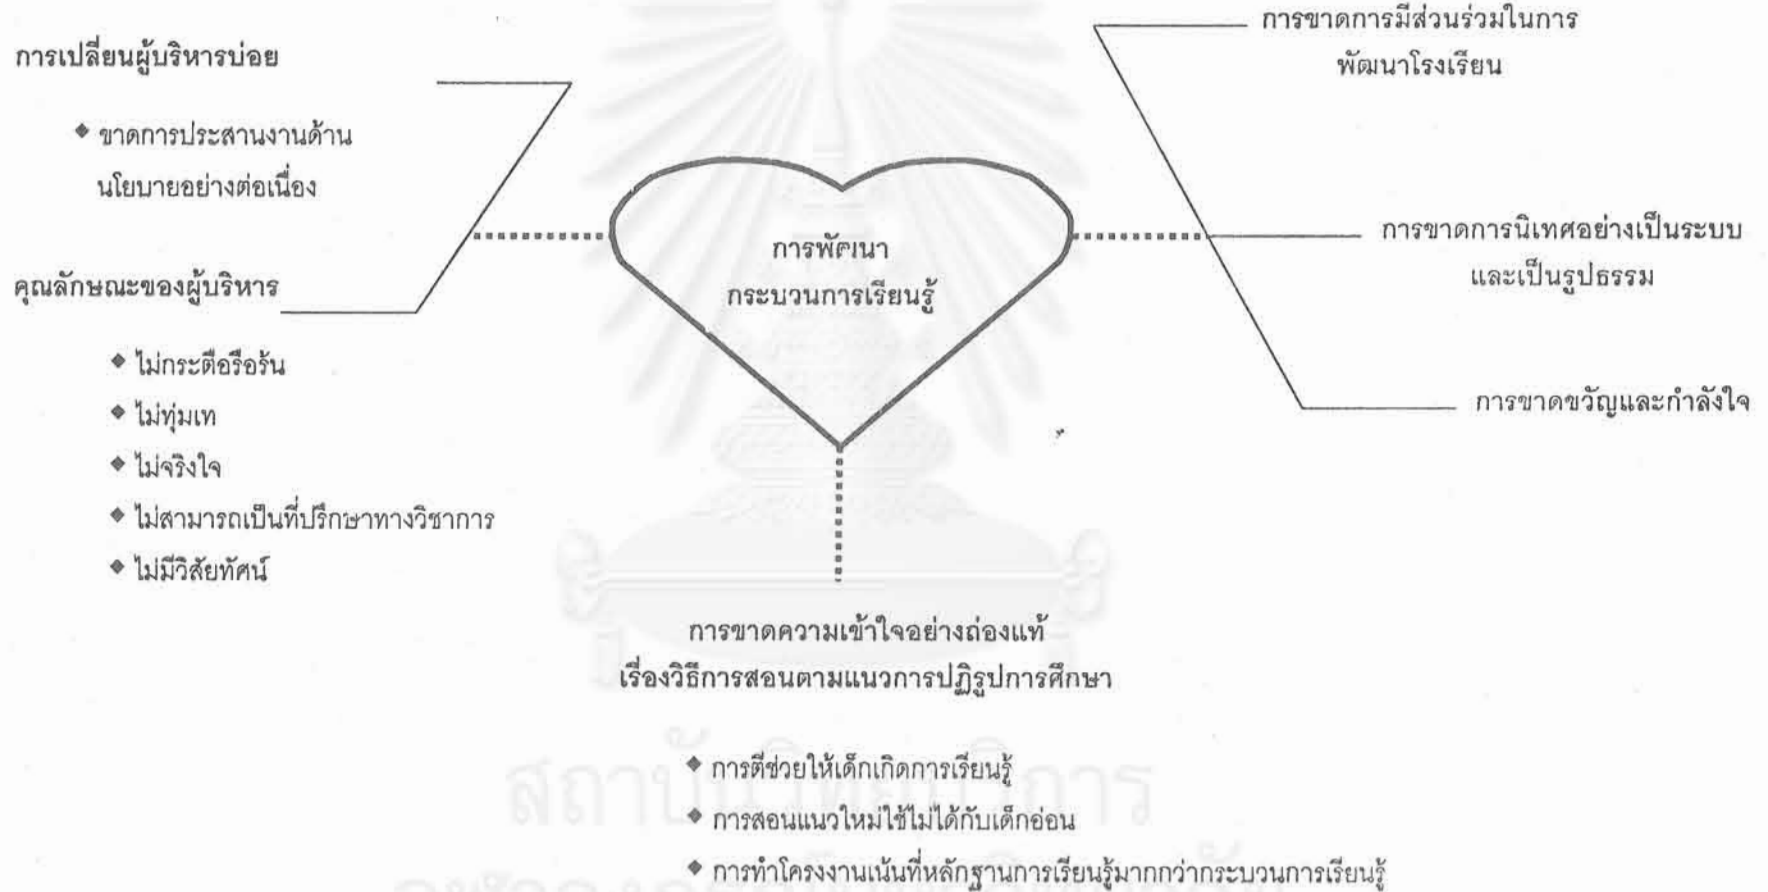 การเปลี่ยนผู้บริหารบ่อย
◆ ขาดการประสานงานด้าน
นโยบายอย่างต่อเนื่อง
คุณลักษณะของผู้บริหาร
◆ ไม่กระตือรือร้น
◆ ไม่ทุ่มเท
◆ ไม่จริงใจ
◆ ไม่สามารถเป็นที่ปรึกษาทางวิชาการ
◆ ไม่มีวิสัยทัศน์
การพัฒนา
กระบวนการเรียนรู้
การขาดการมีส่วนร่วมในการ
พัฒนาโรงเรียน
การขาดการนิเทศอย่างเป็นระบบ
และเป็นรูปธรรม
การขาดขวัญและกำลังใจ
การขาดความเข้าใจอย่างถ่องแท้
เรื่องวิธีการสอนตามแนวการปฏิรูปการศึกษา
◆ การตีช่วยให้เด็กเกิดการเรียนรู้
◆ การสอนแนวใหม่ใช้ไม่ได้กับเด็กอ่อน
◆ การทำโครงงานเน้นที่หลักฐานการเรียนรู้มากกว่ากระบวนการเรียนรู้
สถาบันวิทยบริการ